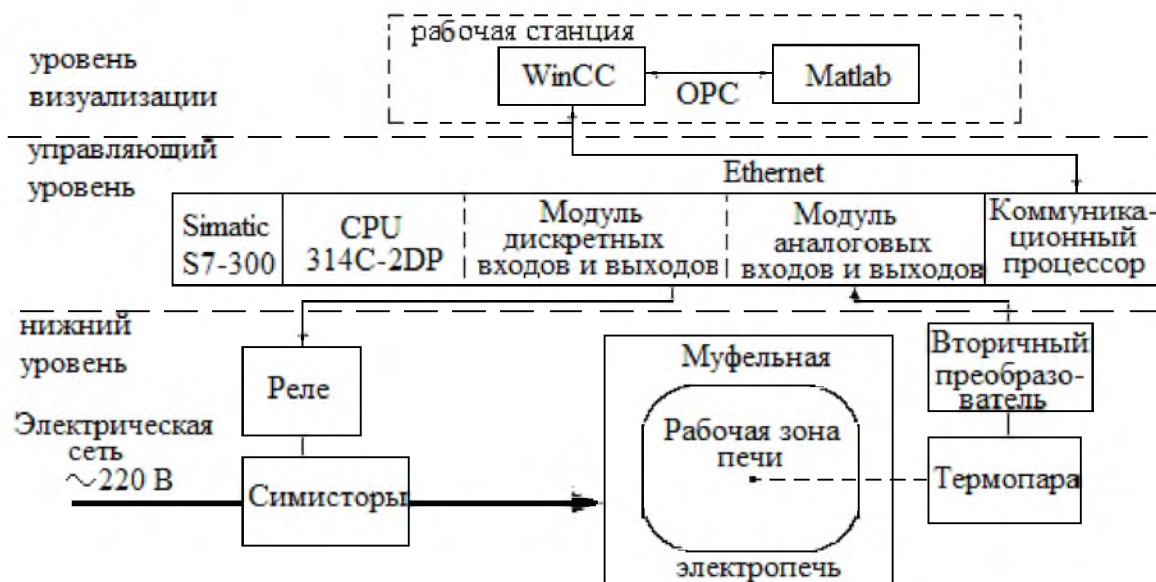 рабочая станция
уровень
визуализации
WinCC
OPC
Matlab
управляющий
уровень
Ethernet
Simatic
S7-300
CPU
314C-2DP
Модуль
дискретных
входов и выходов
Модуль
аналоговых
входов и выходов
Коммуника-
ционный
процессор
нижний
уровень
Реле
Электрическая
сеть
~220 В
Симисторы
Муфельная
Рабочая зона
печи
электропечь
Вторичный
преобразо-
ватель
Термопара